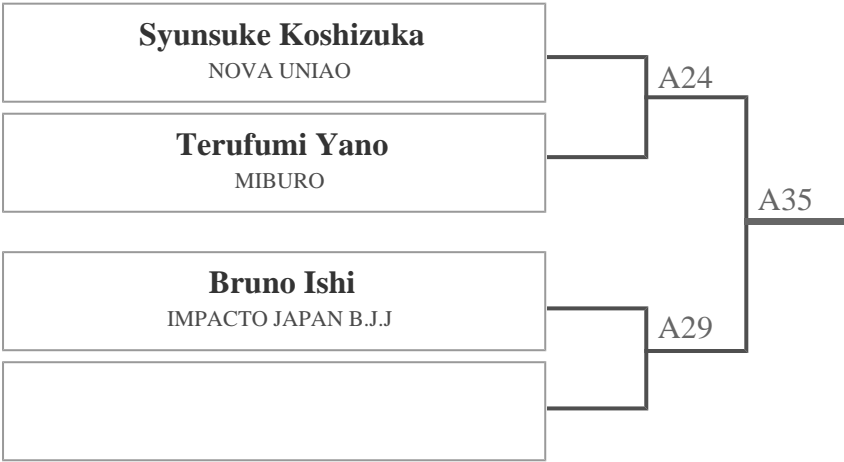 Syunsuke Koshizuka
NOVA UNIAO
A24
Terufumi Yano
MIBURO
A35
Bruno Ishi
IMPACTO JAPAN B.J.J
A29